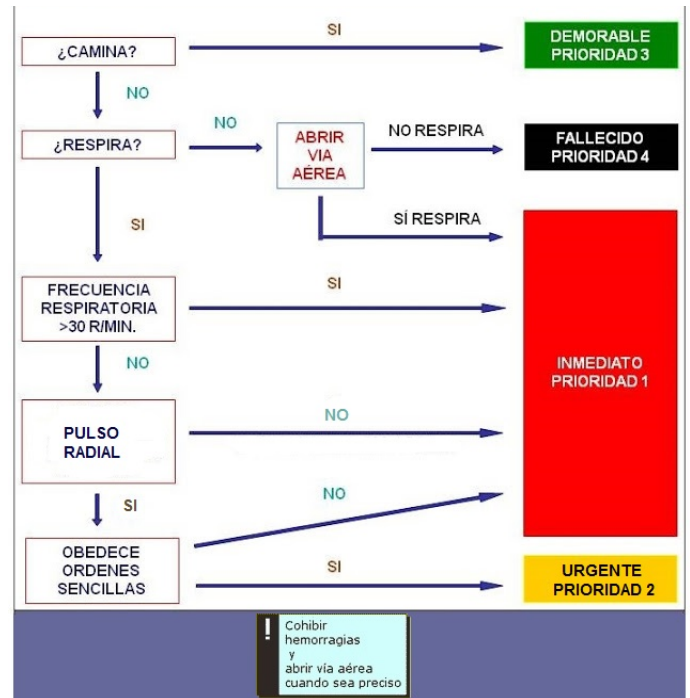 SI
¿CAMINA?
DEMORABLE
PRIORIDAD 3
NO
¿RESPIRA?
NO
ABRIR
VIA
AÉREA
NO RESPIRA
FALLECIDO
PRIORIDAD 4
SI
SÍ RESPIRA
FRECUENCIA
RESPIRATORIA
>30 R/MIN.
SI
INMEDIATO
PRIORIDAD 1
NO
PULSO
RADIAL
NO
SI
NO
OBEDECE
ORDENES
SENCILLAS
SI
URGENTE
PRIORIDAD 2
!
Cohibir
hemorragias
y
abrir vía aérea
cuando sea preciso